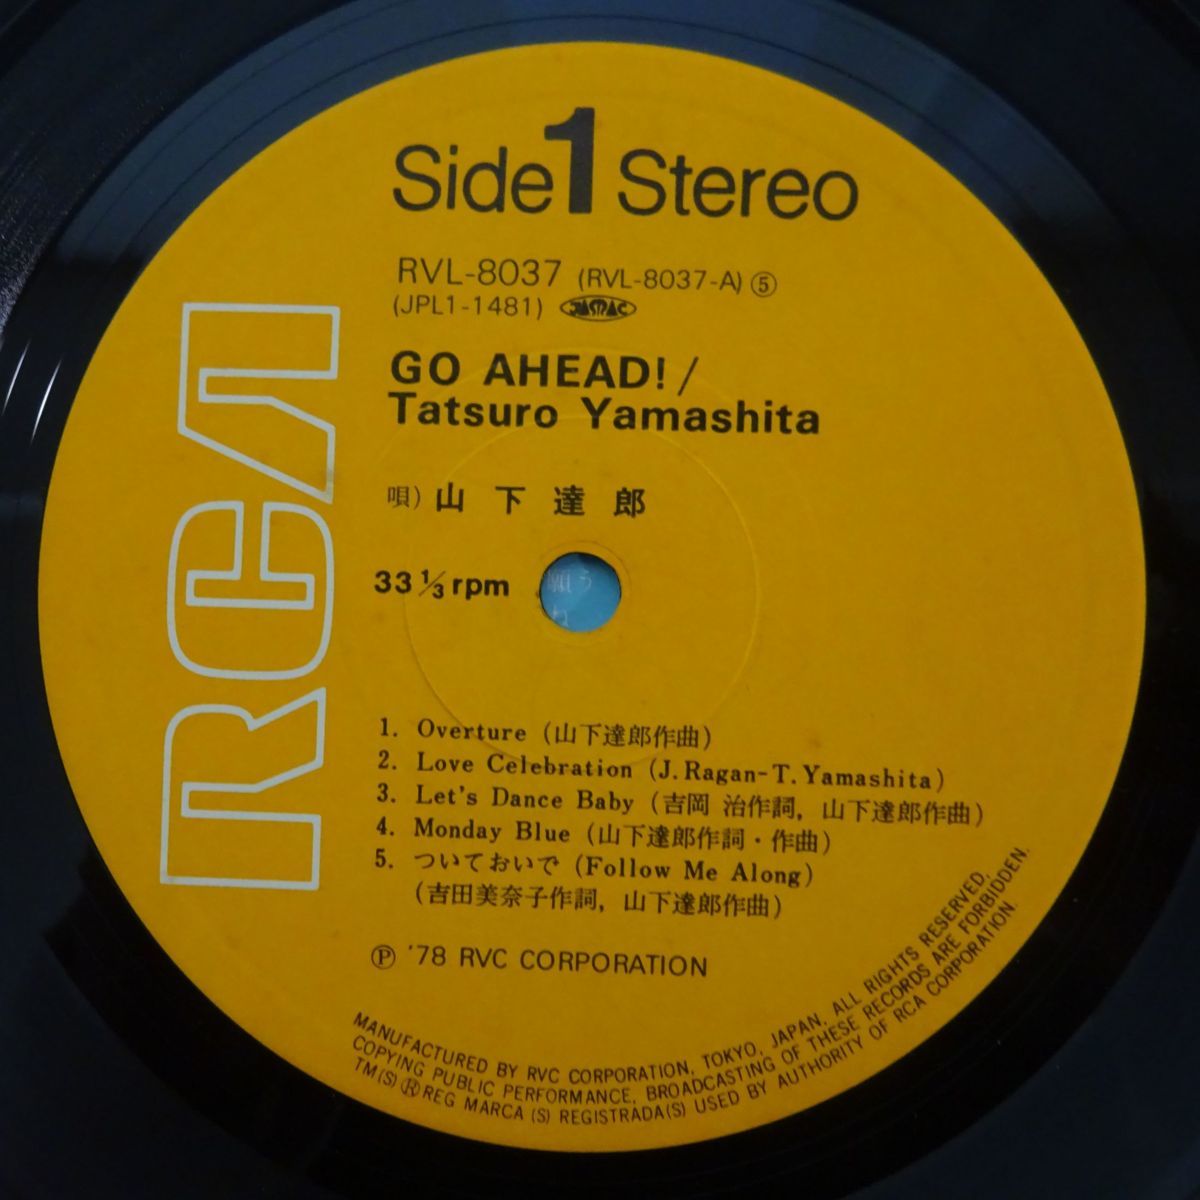 Side 1 Stereo
RVL-8037 (RVL-8037-A) ⑤
(JPL1-1481) JASRAC
GO AHEAD! /
Tatsuro Yamashita
唄) 山下達郎
33 1/3 rpm
願う
ね
RCA
1. Overture (山下達郎作曲)
2. Love Celebration (J. Ragan-T. Yamashita)
3. Let's Dance Baby (吉岡 治作詞, 山下達郎作曲)
4. Monday Blue (山下達郎作詞・作曲)
5. ついておいで (Follow Me Along)
(吉田美奈子作詞, 山下達郎作曲)
Ⓟ '78 RVC CORPORATION
MANUFACTURED BY RVC CORPORATION, TOKYO, JAPAN, ALL RIGHTS RESERVED,
COPYING PUBLIC PERFORMANCE, BROADCASTING OF THESE RECORDS ARE FORBIDDEN.
TM(S) ® REG MARCA (S) REGISTRADA(S) USED BY AUTHORITY OF RCA CORPORATION.